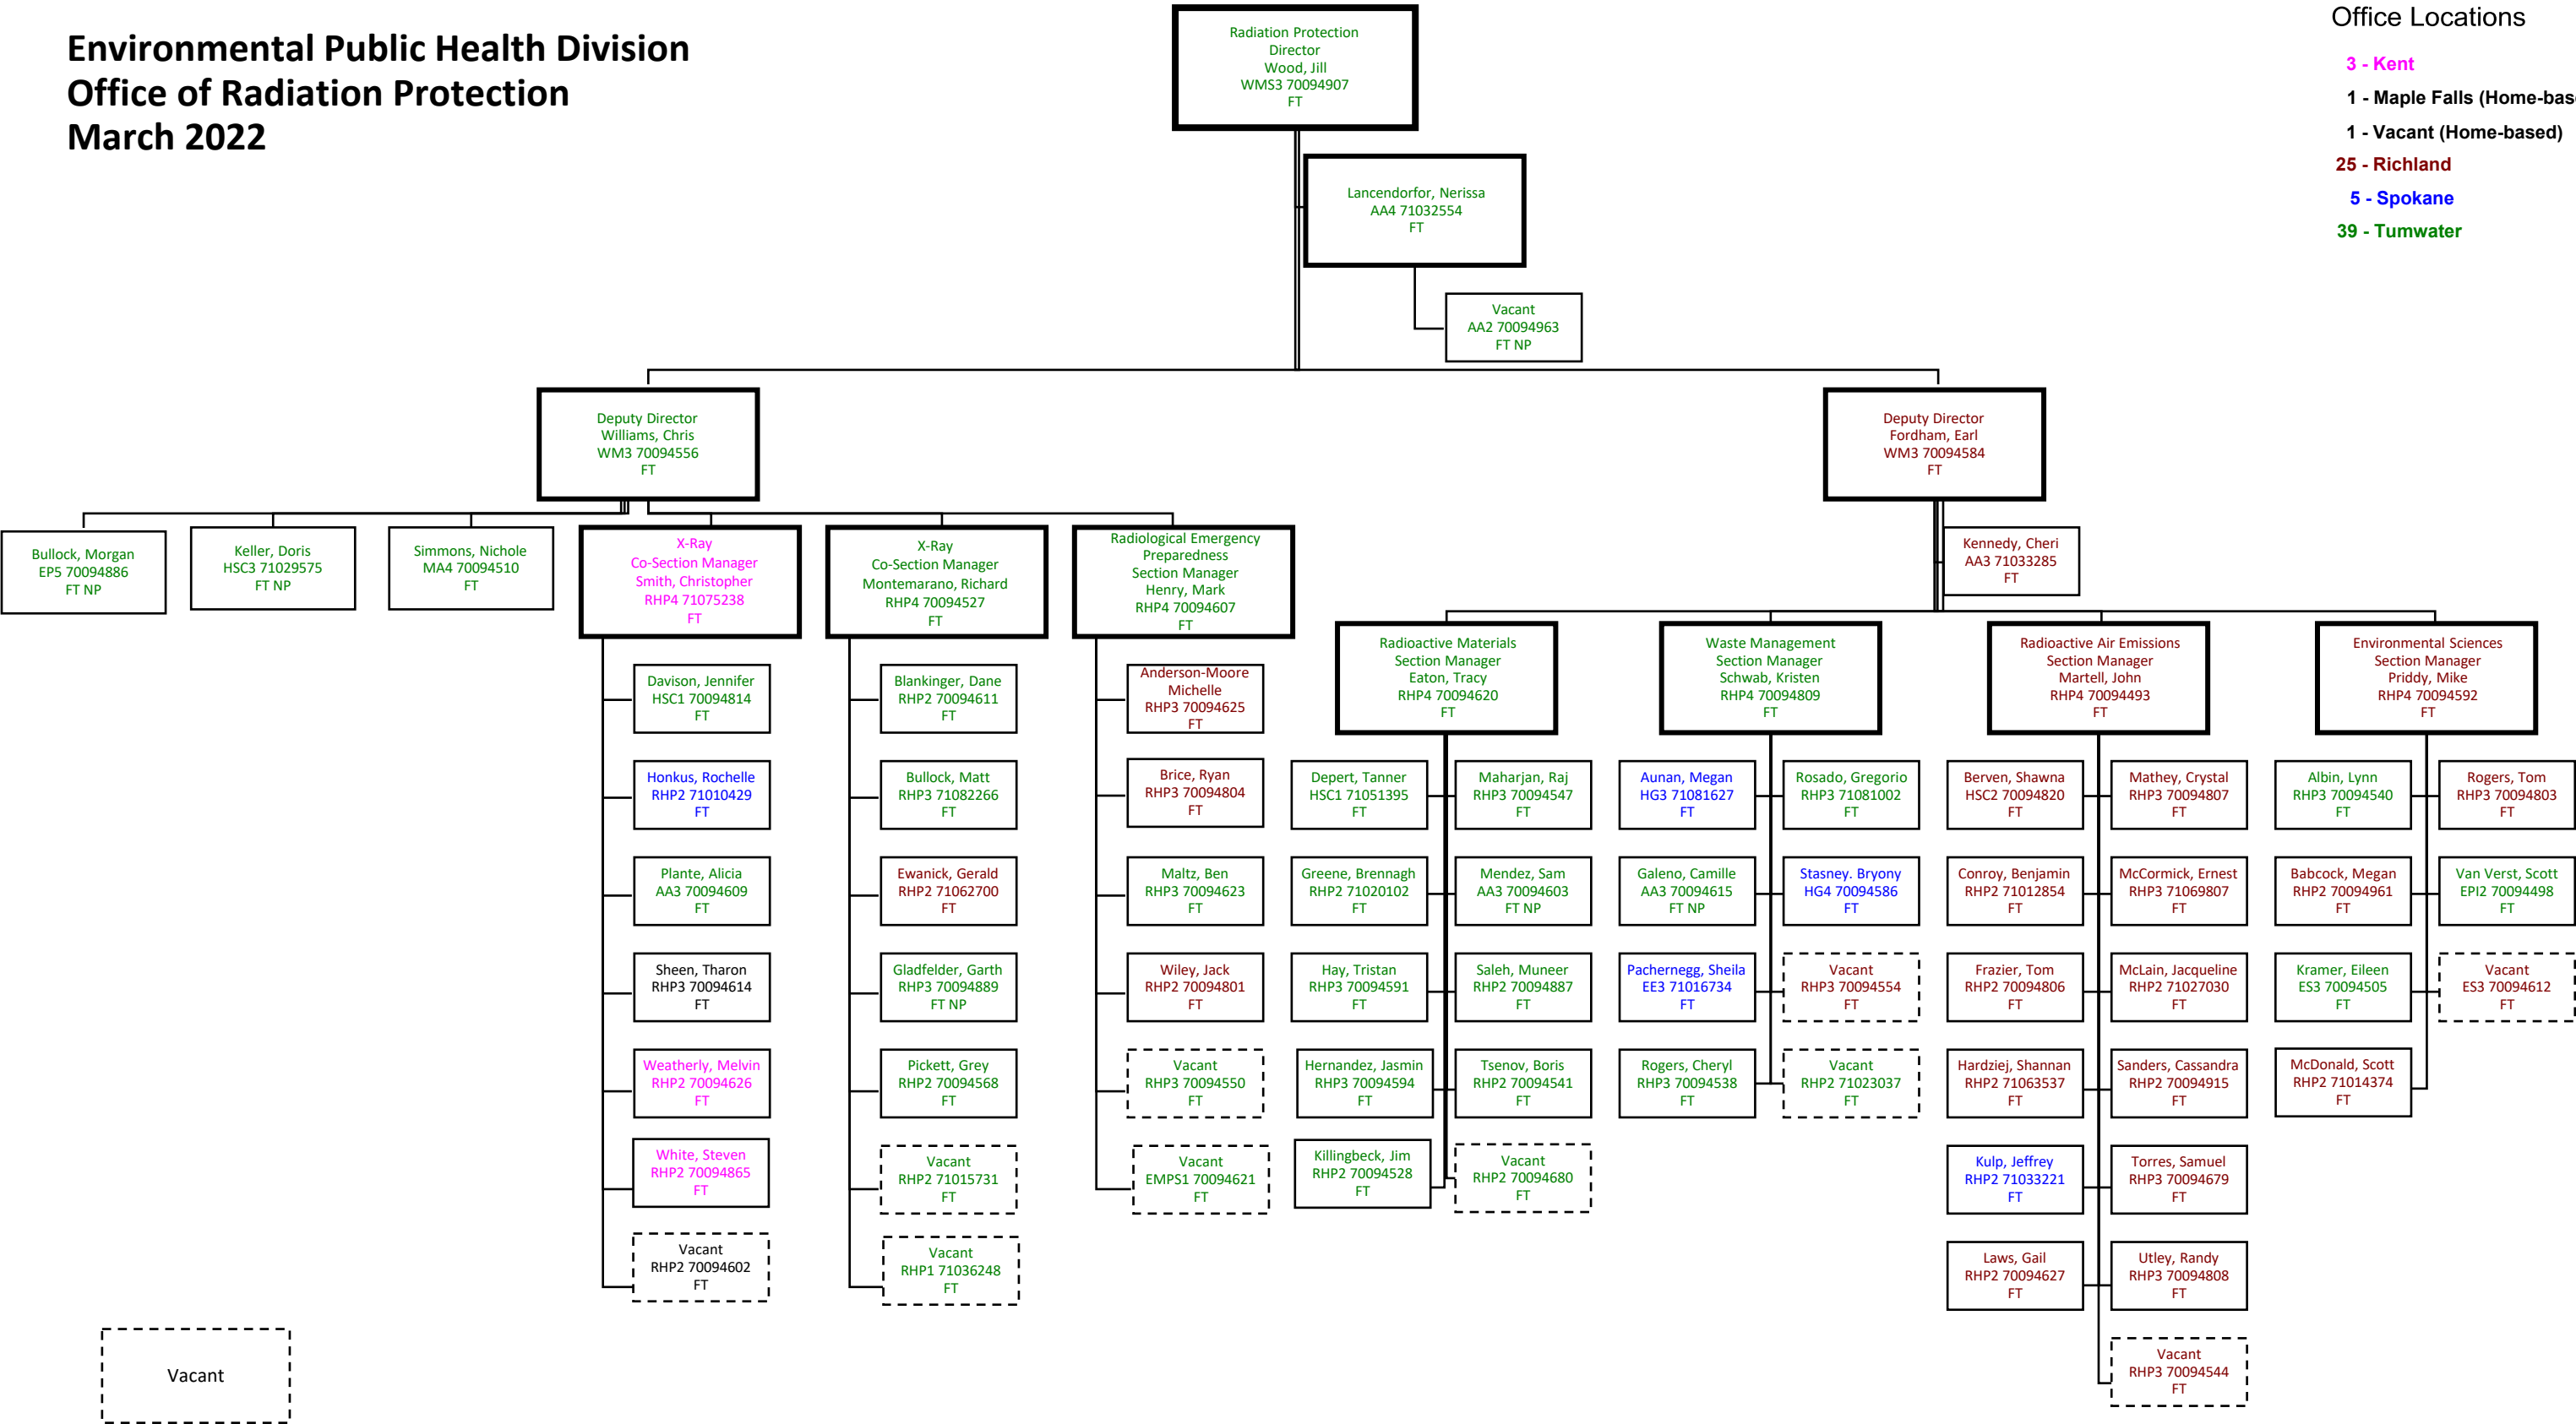 Environmental Public Health Division
Office of Radiation Protection
March 2022
Radiation Protection
Director
Wood, Jill
WMS3 70094907
FT
Office Locations
3 - Kent
1 - Maple Falls (Home-bas
1 - Vacant (Home-based)
25 - Richland
5 - Spokane
39 - Tumwater
Lancendorfor, Nerissa
AA4 71032554
FT
Vacant
AA2 70094963
FT NP
Deputy Director
Williams, Chris
WM3 70094556
FT
Deputy Director
Fordham, Earl
WM3 70094584
FT
Bullock, Morgan
EP5 70094886
FT NP
Keller, Doris
HSC3 71029575
FT NP
Simmons, Nichole
MA4 70094510
FT
X-Ray
Co-Section Manager
Smith, Christopher
RHP4 71075238
FT
X-Ray
Co-Section Manager
Montemarano, Richard
RHP4 70094527
FT
Radiological Emergency
Preparedness
Section Manager
Henry, Mark
RHP4 70094607
FT
Kennedy, Cheri
AA3 71033285
FT
Radioactive Materials
Section Manager
Eaton, Tracy
RHP4 70094620
FT
Waste Management
Section Manager
Schwab, Kristen
RHP4 70094809
FT
Radioactive Air Emissions
Section Manager
Martell, John
RHP4 70094493
FT
Environmental Sciences
Section Manager
Priddy, Mike
RHP4 70094592
FT
Davison, Jennifer
HSC1 70094814
FT
Honkus, Rochelle
RHP2 71010429
FT
Plante, Alicia
AA3 70094609
FT
Sheen, Tharon
RHP3 70094614
FT
Weatherly, Melvin
RHP2 70094626
FT
White, Steven
RHP2 70094865
FT
Vacant
RHP2 70094602
FT
Blankinger, Dane
RHP2 70094611
FT
Bullock, Matt
RHP3 71082266
FT
Ewanick, Gerald
RHP2 71062700
FT
Gladfelder, Garth
RHP3 70094889
FT NP
Pickett, Grey
RHP2 70094568
FT
Vacant
RHP2 71015731
FT
Vacant
RHP1 71036248
FT
Anderson-Moore
Michelle
RHP3 70094625
FT
Brice, Ryan
RHP3 70094804
FT
Maltz, Ben
RHP3 70094623
FT
Wiley, Jack
RHP2 70094801
FT
Vacant
RHP3 70094550
FT
Vacant
EMPS1 70094621
FT
Depert, Tanner
HSC1 71051395
FT
Greene, Brennagh
RHP2 71020102
FT
Hay, Tristan
RHP3 70094591
FT
Hernandez, Jasmin
RHP3 70094594
FT
Killingbeck, Jim
RHP2 70094528
FT
Maharjan, Raj
RHP3 70094547
FT
Mendez, Sam
AA3 70094603
FT NP
Saleh, Muneer
RHP2 70094887
FT
Tsenov, Boris
RHP2 70094541
FT
Vacant
RHP2 70094680
FT
Aunan, Megan
HG3 71081627
FT
Galeno, Camille
AA3 70094615
FT NP
Pachernegg, Sheila
EE3 71016734
FT
Rogers, Cheryl
RHP3 70094538
FT
Rosado, Gregorio
RHP3 71081002
FT
Stasney. Bryony
HG4 70094586
FT
Vacant
RHP3 70094554
FT
Vacant
RHP2 71023037
FT
Berven, Shawna
HSC2 70094820
FT
Conroy, Benjamin
RHP2 71012854
FT
Frazier, Tom
RHP2 70094806
FT
Hardziej, Shannan
RHP2 71063537
FT
Kulp, Jeffrey
RHP2 71033221
FT
Laws, Gail
RHP2 70094627
FT
Mathey, Crystal
RHP3 70094807
FT
McCormick, Ernest
RHP3 71069807
FT
McLain, Jacqueline
RHP2 71027030
FT
Sanders, Cassandra
RHP2 70094915
FT
Torres, Samuel
RHP3 70094679
FT
Utley, Randy
RHP3 70094808
FT
Vacant
RHP3 70094544
FT
Albin, Lynn
RHP3 70094540
FT
Babcock, Megan
RHP2 70094961
FT
Kramer, Eileen
ES3 70094505
FT
McDonald, Scott
RHP2 71014374
FT
Rogers, Tom
RHP3 70094803
FT
Van Verst, Scott
EPI2 70094498
FT
Vacant
ES3 70094612
FT
Vacant